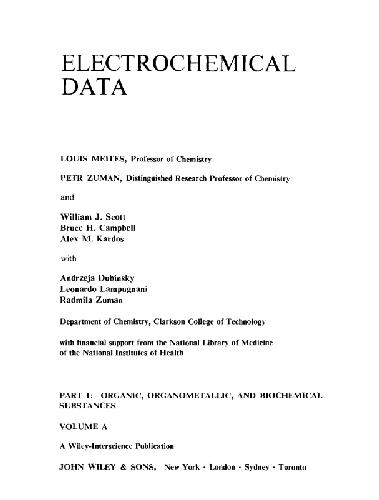 ELECTROCHEMICAL
DATA
LOUIS MEITES, Professor of Chemistry
PETR ZUMAN, Distinguished Research Professor of Chemistry
and
William J. Scott
Bruce H. Campbell
Alex M. Kardos
with
Andrzeja Dubinsky
Leonardo Lampugnani
Radmila Zuman
Department of Chemistry, Clarkson College of Technology
with financial support from the National Library of Medicine
of the National Institutes of Health
PART I: ORGANIC, ORGANOMETALLIC, AND BIOCHEMICAL
SUBSTANCES
VOLUME A
A Wiley-Interscience Publication
JOHN WILEY & SONS, New York · London · Sydney · Toronto